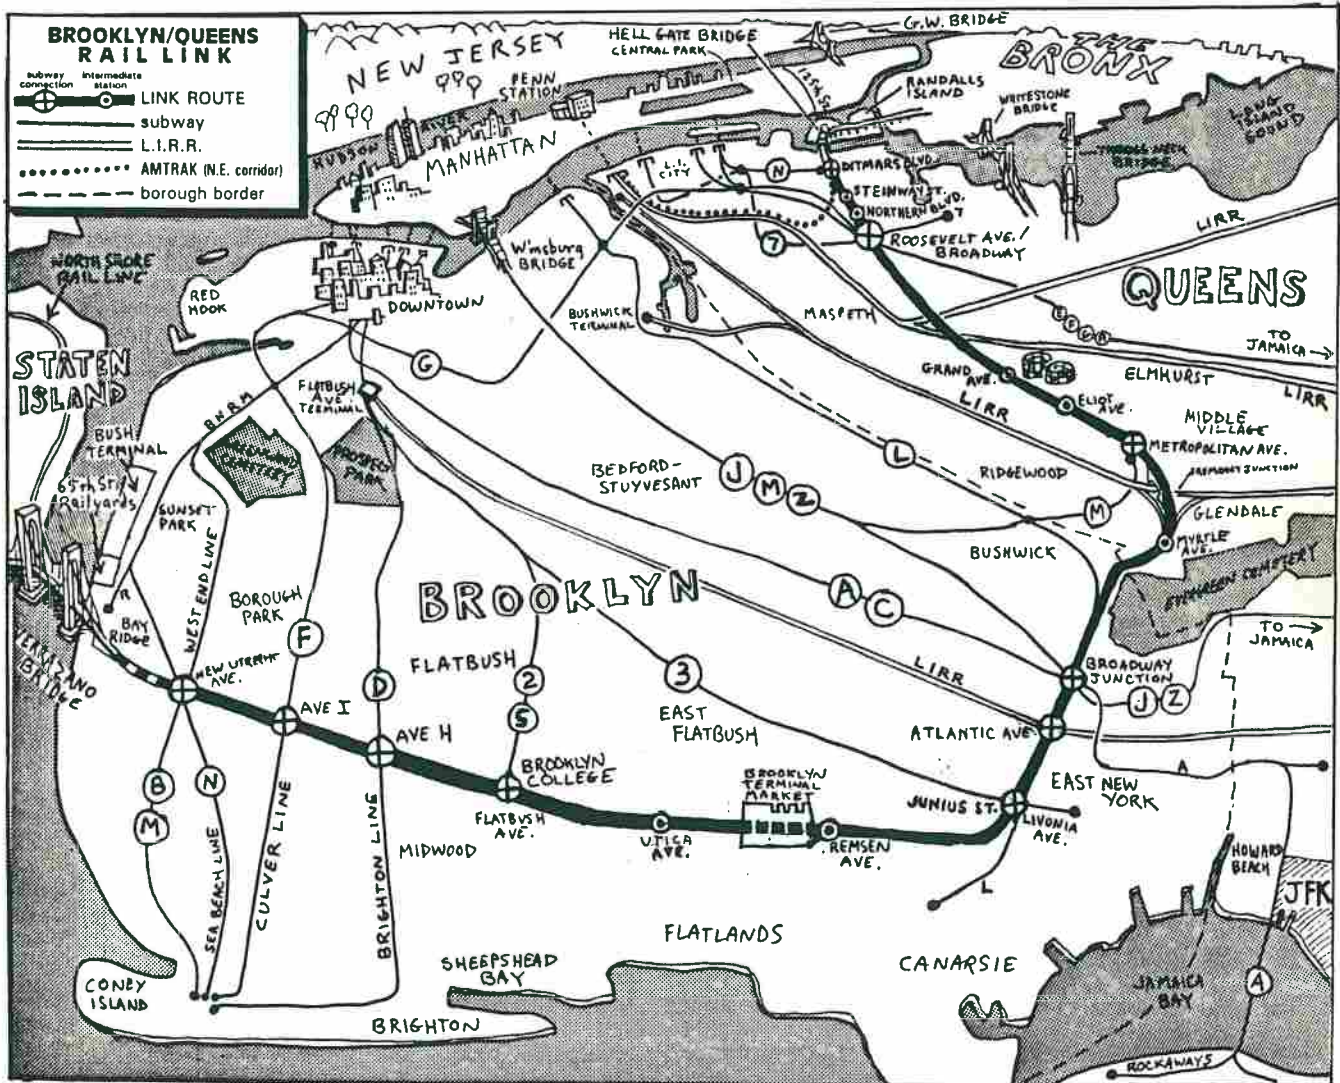 BROOKLYN/QUEENS
RAIL LINK
subway
connection
intermediate
station
LINK ROUTE
subway
L.I.R.R.
AMTRAK (N.E. corridor)
borough border
NEW JERSEY
HELL GATE BRIDGE
CENTRAL PARK
G.W. BRIDGE
THE
BRONX
PENN
STATION
125th St.
RANDALLS
ISLAND
WHITESTONE
BRIDGE
LONG
ISLAND
SOUND
THROGS NECK
BRIDGE
HUDSON
RIVER
MANHATTAN
L.I.
CITY
N
DITMARS BLVD.
STEINWAY ST.
NORTHERN BLVD.
7
7
ROOSEVELT AVE./
BROADWAY
LIRR
QUEENS
W'msburg
BRIDGE
NORTH SHORE
RAIL LINE
RED
HOOK
DOWNTOWN
BUSHWICK
TERMINAL
MASPETH
E
F
G
R
TO
JAMAICA
STATEN
ISLAND
G
FLATBUSH
AVE.
TERMINAL
GRAND
AVE.
ELMHURST
LIRR
LIRR
ELIOT
AVE.
B N R M
BUSH
TERMINAL
GREENWOOD
CEMETERY
PROSPECT
PARK
MIDDLE
VILLAGE
METROPOLITAN AVE.
FREMONT JUNCTION
65th St.
Railyards
SUNSET
PARK
BEDFORD-
STUYVESANT
J
M
Z
L
RIDGEWOOD
M
GLENDALE
MYRTLE
AVE.
BUSHWICK
EVERGREEN CEMETERY
WEST END LINE
BOROUGH
PARK
BROOKLYN
A
C
R
BAY
RIDGE
F
TO
JAMAICA
VERRAZANO
BRIDGE
NEW UTRECHT
AVE.
FLATBUSH
D
2
5
3
LIRR
BROADWAY
JUNCTION
J
Z
AVE I
AVE H
EAST
FLATBUSH
ATLANTIC AVE
A
BROOKLYN
COLLEGE
FLATBUSH
AVE.
BROOKLYN
TERMINAL
MARKET
JUNIUS ST.
LIVONIA
AVE.
EAST NEW
YORK
B
N
M
UTICA
AVE.
REMSEN
AVE.
MIDWOOD
L
HOWARD
BEACH
JFK
SEA BEACH LINE
CULVER LINE
BRIGHTON LINE
FLATLANDS
CANARSIE
SHEEPSHEAD
BAY
CONEY
ISLAND
BRIGHTON
JAMAICA
BAY
A
ROCKAWAYS